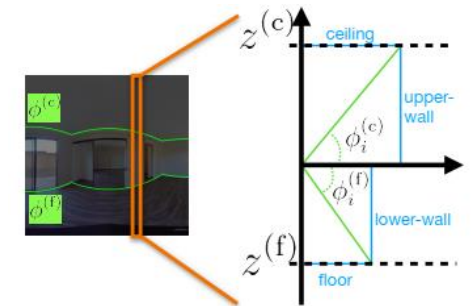 z^(c)
ceiling
ϕ^(c)
upper-
wall
ϕ_i^(c)
ϕ_i^(f)
ϕ^(f)
lower-wall
z^(f)
floor